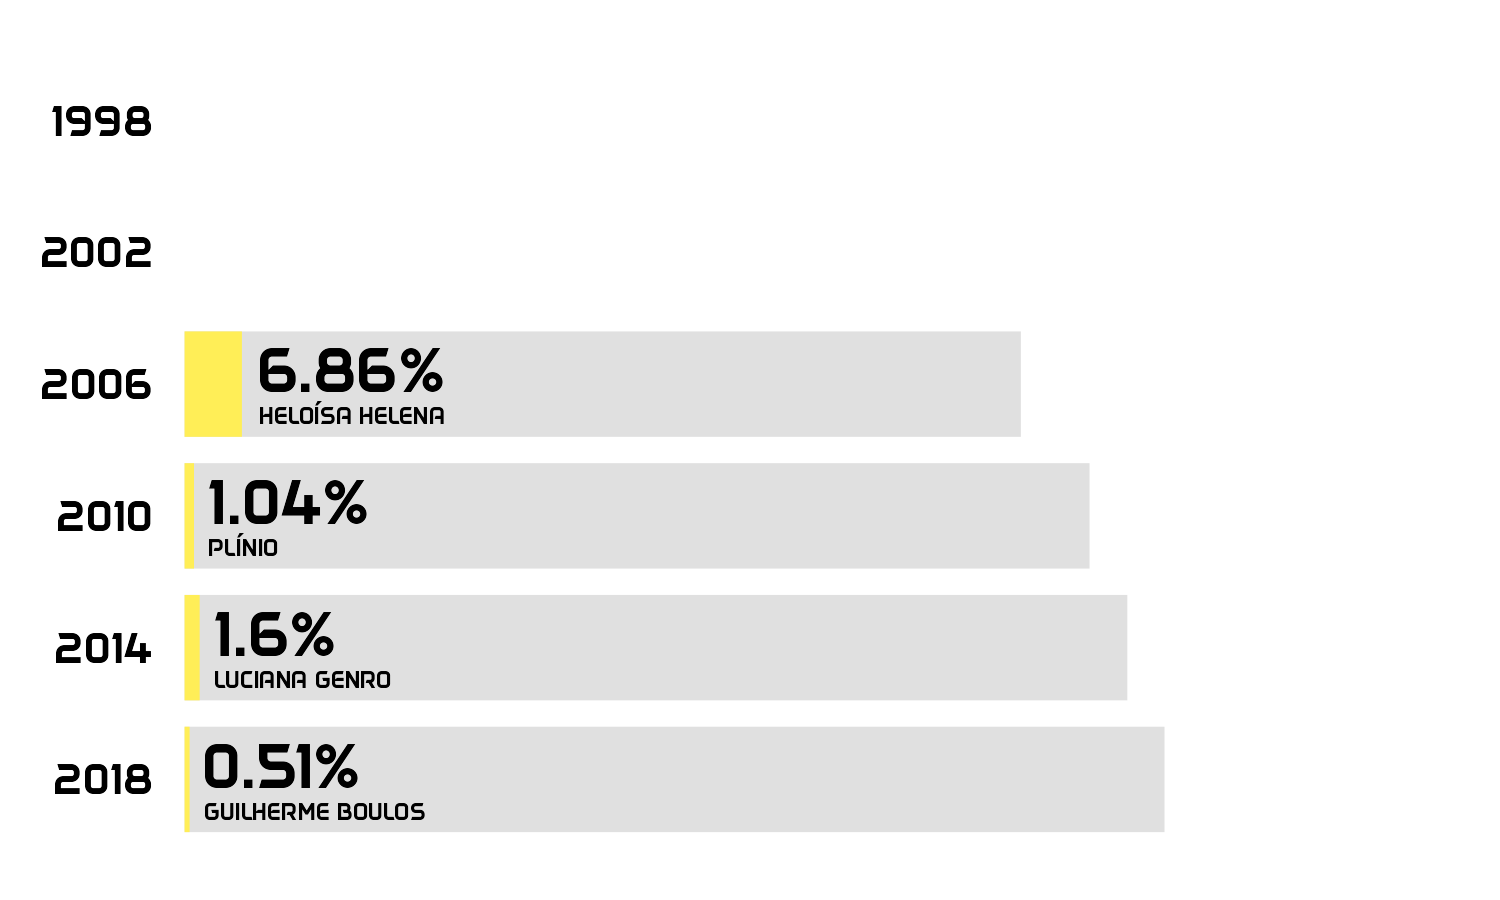 1998
2002
2006
6.86%
HELOÍSA HELENA
2010
1.04%
PLÍNIO
2014
1.6%
LUCIANA GENRO
2018
0.51%
GUILHERME BOULOS